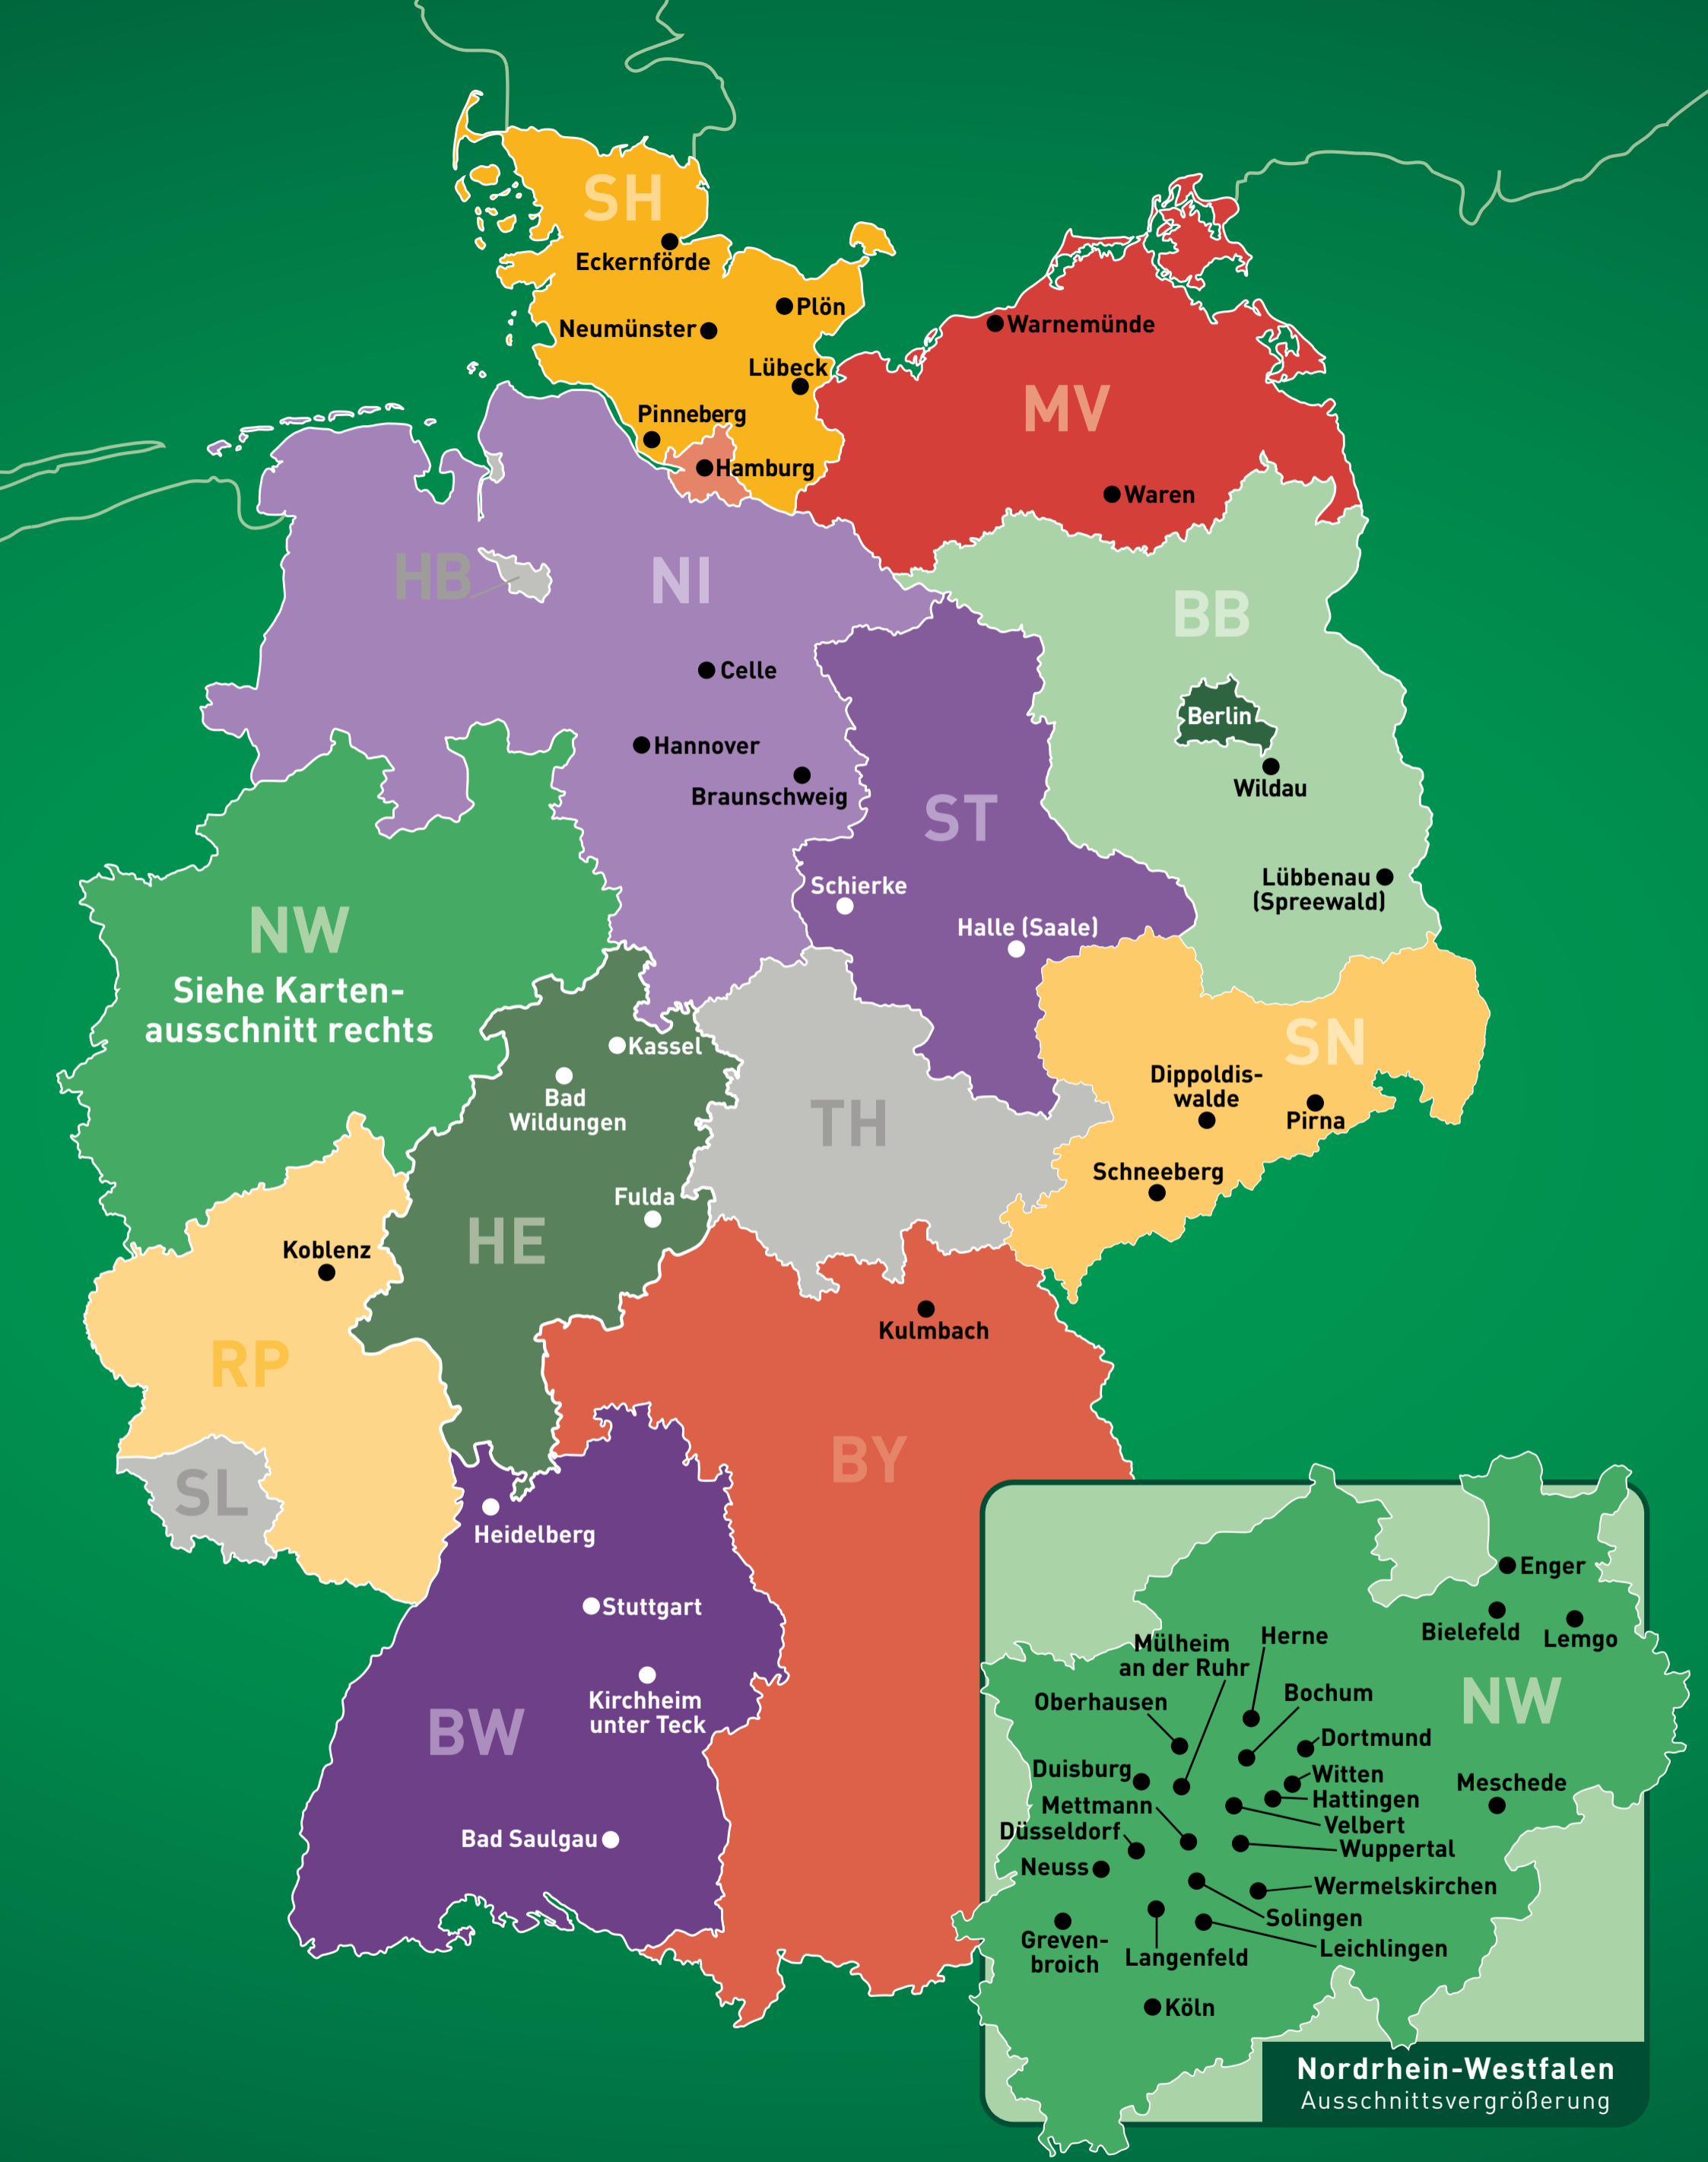 SH
Eckernförde
Plön
Neumünster
Lübeck
Pinneberg
Hamburg
Warnemünde
MV
Waren
HB
NI
BB
Celle
Hannover
Braunschweig
Berlin
Wildau
ST
Lübbenau
(Spreewald)
Schierke
Halle (Saale)
NW
Siehe Karten-
ausschnitt rechts
Kassel
Bad
Wildungen
SN
Dippoldis-
walde
Pirna
TH
Schneeberg
Fulda
HE
Koblenz
Kulmbach
RP
BY
SL
Heidelberg
Stuttgart
Kirchheim
unter Teck
BW
Bad Saulgau
Enger
Bielefeld
Lemgo
Mülheim
an der Ruhr
Herne
Oberhausen
Bochum
NW
Dortmund
Duisburg
Witten
Meschede
Mettmann
Hattingen
Düsseldorf
Velbert
Wuppertal
Neuss
Wermelskirchen
Solingen
Greven-
broich
Langenfeld
Leichlingen
Köln
Nordrhein-Westfalen
Ausschnittsvergrößerung